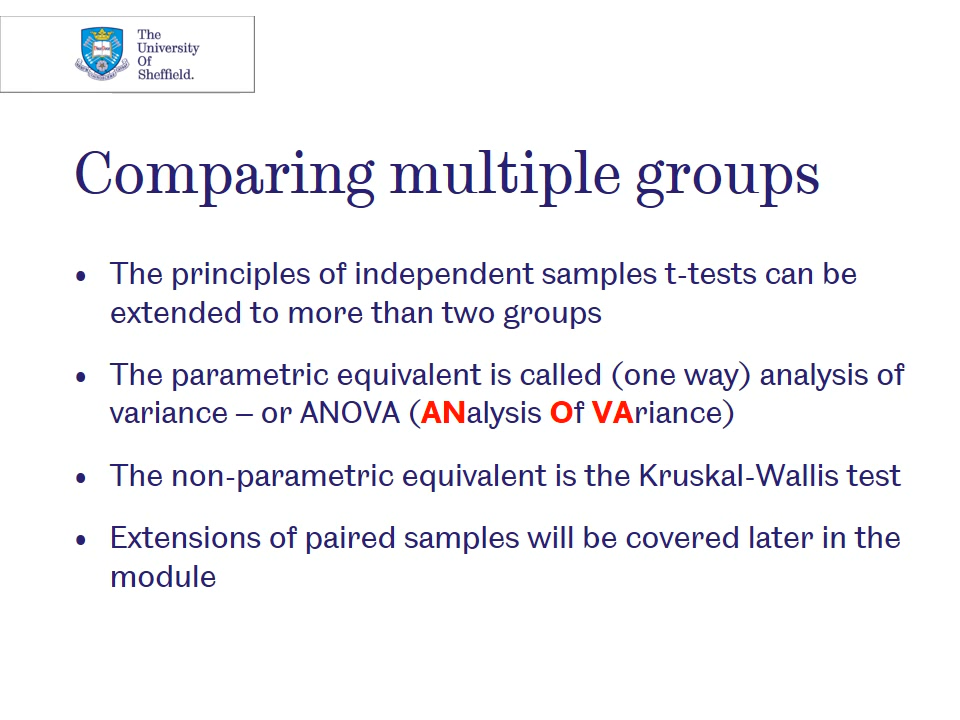 The
University
Of
Sheffield.
Comparing multiple groups
• The principles of independent samples t-tests can be
extended to more than two groups
• The parametric equivalent is called (one way) analysis of
variance – or ANOVA (ANalysis Of VAriance)
• The non-parametric equivalent is the Kruskal-Wallis test
• Extensions of paired samples will be covered later in the
module